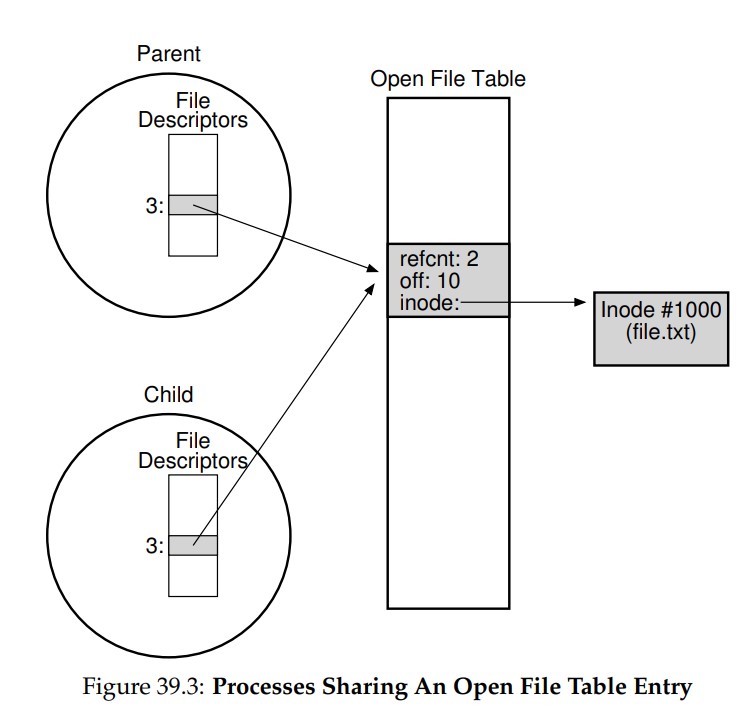 Parent
File
Descriptors
3:
Open File Table
refcnt: 2
off: 10
inode:
Inode #1000
(file.txt)
Child
File
Descriptors
3:
Figure 39.3: Processes Sharing An Open File Table Entry